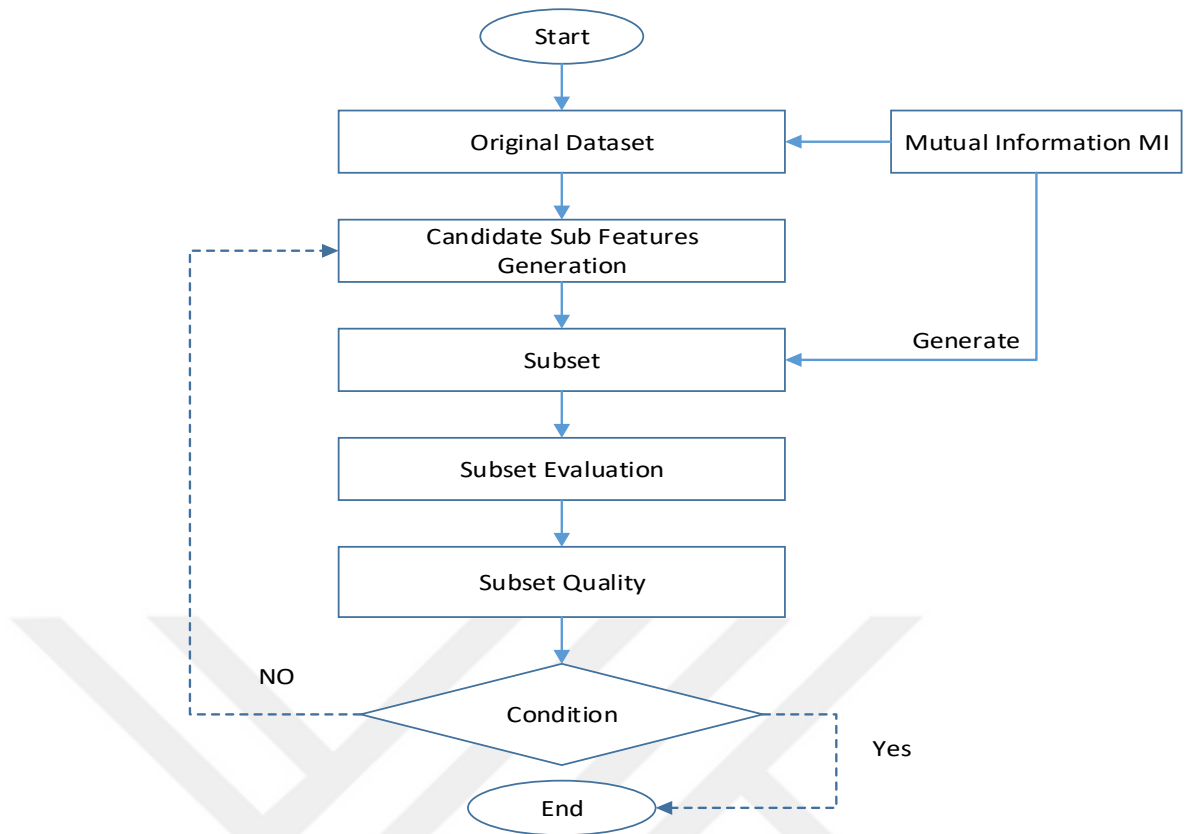 Start
Original Dataset
Mutual Information MI
Candidate Sub Features
Generation
Generate
Subset
Subset Evaluation
Subset Quality
NO
Condition
Yes
End